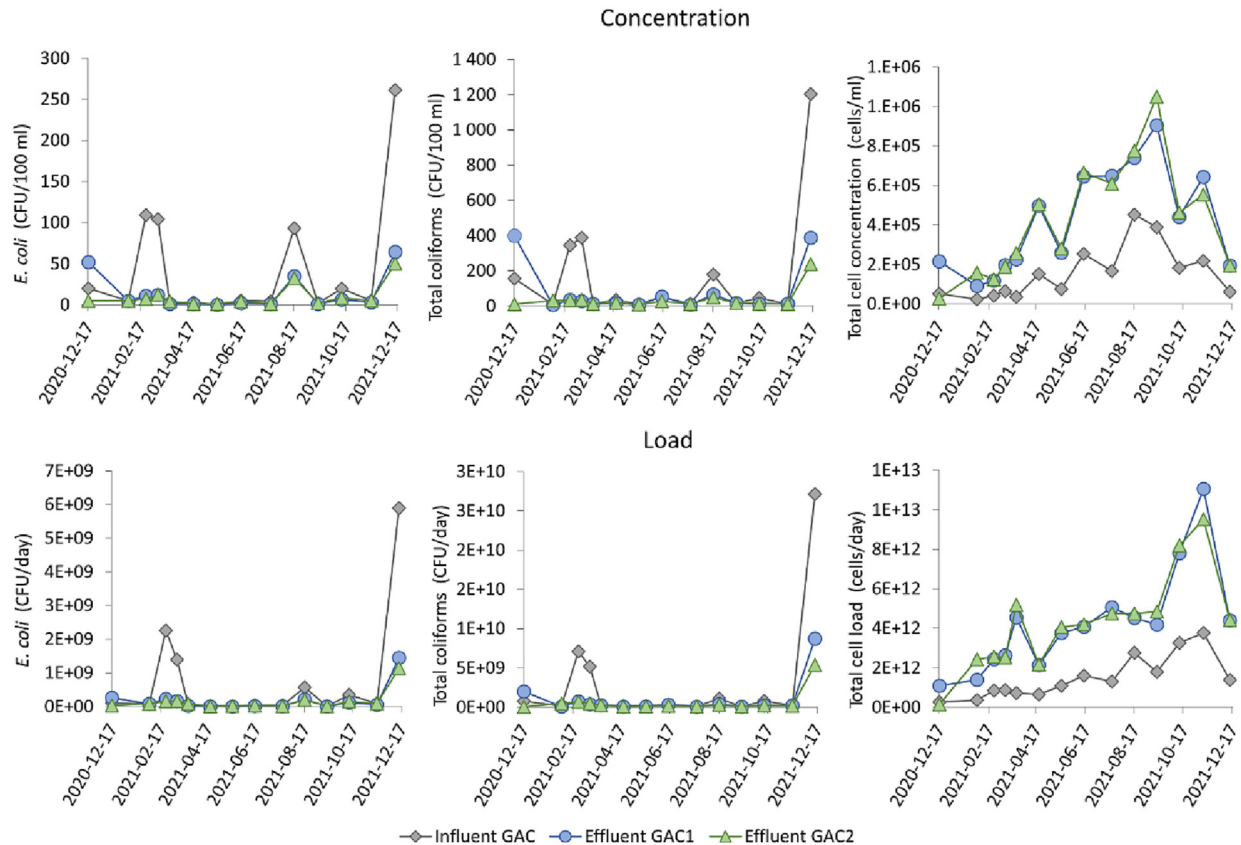 Concentration
E. coli (CFU/100 ml)
300
250
200
150
100
50
0
2020-12-17
2021-02-17
2021-04-17
2021-06-17
2021-08-17
2021-10-17
2021-12-17
Total coliforms (CFU/100 ml)
1 400
1 200
1 000
800
600
400
200
0
2020-12-17
2021-02-17
2021-04-17
2021-06-17
2021-08-17
2021-10-17
2021-12-17
Total cell concentration (cells/ml)
1.E+06
1.E+06
8.E+05
6.E+05
4.E+05
2.E+05
0.E+00
2020-12-17
2021-02-17
2021-04-17
2021-06-17
2021-08-17
2021-10-17
2021-12-17
Load
E. coli (CFU/day)
7E+09
6E+09
5E+09
4E+09
3E+09
2E+09
1E+09
0E+00
2020-12-17
2021-02-17
2021-04-17
2021-06-17
2021-08-17
2021-10-17
2021-12-17
Total coliforms (CFU/day)
3E+10
3E+10
2E+10
2E+10
1E+10
5E+09
0E+00
2020-12-17
2021-02-17
2021-04-17
2021-06-17
2021-08-17
2021-10-17
2021-12-17
Total cell load (cells/day)
1E+13
1E+13
8E+12
6E+12
4E+12
2E+12
0E+00
2020-12-17
2021-02-17
2021-04-17
2021-06-17
2021-08-17
2021-10-17
2021-12-17
Influent GAC
Effluent GAC1
Effluent GAC2